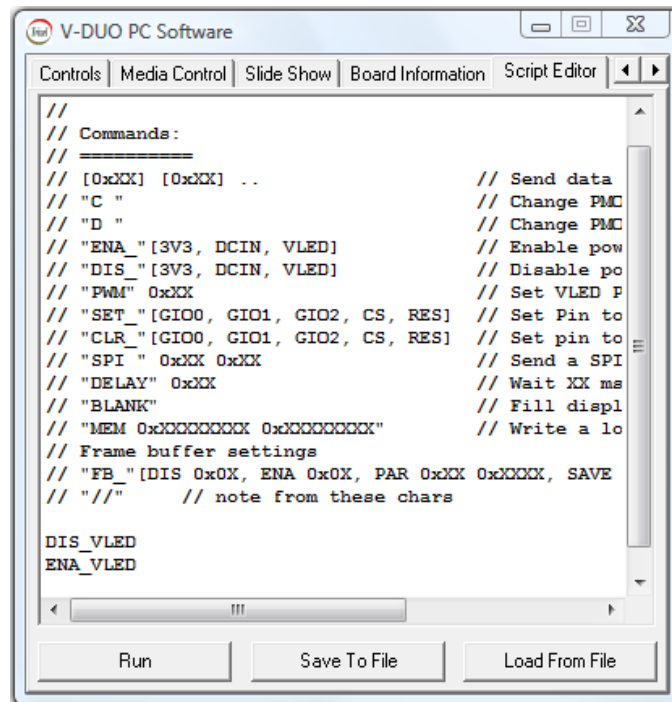 V-DUO PC Software
Controls Media Control Slide Show Board Information Script Editor
//
// Commands:
// ==========
// [0xXX] [0xXX] .. // Send data
// "C " // Change PMO
// "D " // Change PMO
// "ENA_"[3V3, DCIN, VLED] // Enable pow
// "DIS_"[3V3, DCIN, VLED] // Disable po
// "PWM" 0xXX // Set VLED P
// "SET_"[GIO0, GIO1, GIO2, CS, RES] // Set Pin to
// "CLR_"[GIO0, GIO1, GIO2, CS, RES] // Set pin to
// "SPI " 0xXX 0xXX // Send a SPI
// "DELAY" 0xXX // Wait XX ms
// "BLANK" // Fill displ
// "MEM 0xXXXXXXXX 0xXXXXXXXX" // Write a lo
// Frame buffer settings
// "FB_"[DIS 0x0X, ENA 0x0X, PAR 0xXX 0xXXXX, SAVE
// "//" // note from these chars
DIS_VLED
ENA_VLED
Run Save To File Load From File